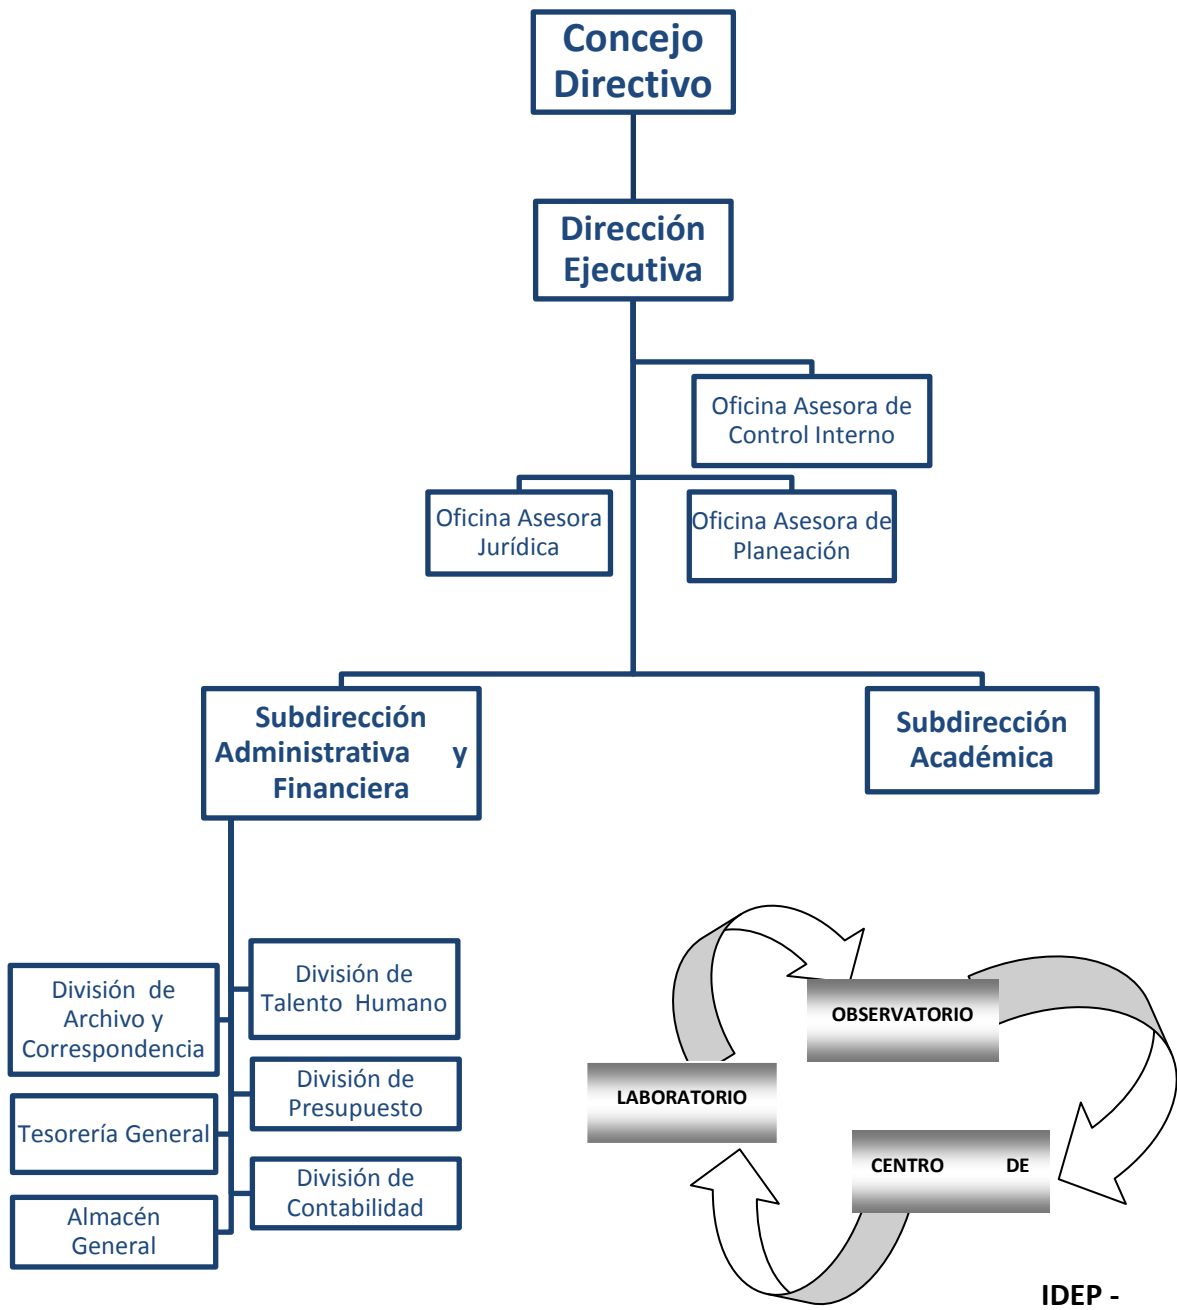 Concejo
Directivo
Dirección
Ejecutiva
Oficina Asesora de
Control Interno
Oficina Asesora
Jurídica
Oficina Asesora de
Planeación
Subdirección
Administrativa y
Financiera
Subdirección
Académica
División de
Archivo y
Correspondencia
División de
Talento Humano
Tesorería General
División de
Presupuesto
Almacén
General
División de
Contabilidad
OBSERVATORIO
LABORATORIO
CENTRO DE
IDEP -